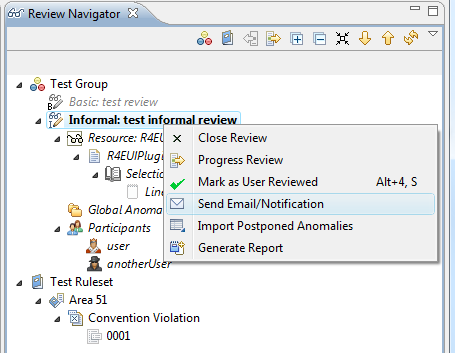 Review Navigator
Test Group
Basic: test review
Informal: test informal review
Resource: R4EUIPlug
R4EUIPlugi
Selectio
Line
Global Anoma
Participants
user
anotherUser
Test Ruleset
Area 51
Convention Violation
0001
Close Review
Progress Review
Mark as User Reviewed Alt+4, S
Send Email/Notification
Import Postponed Anomalies
Generate Report